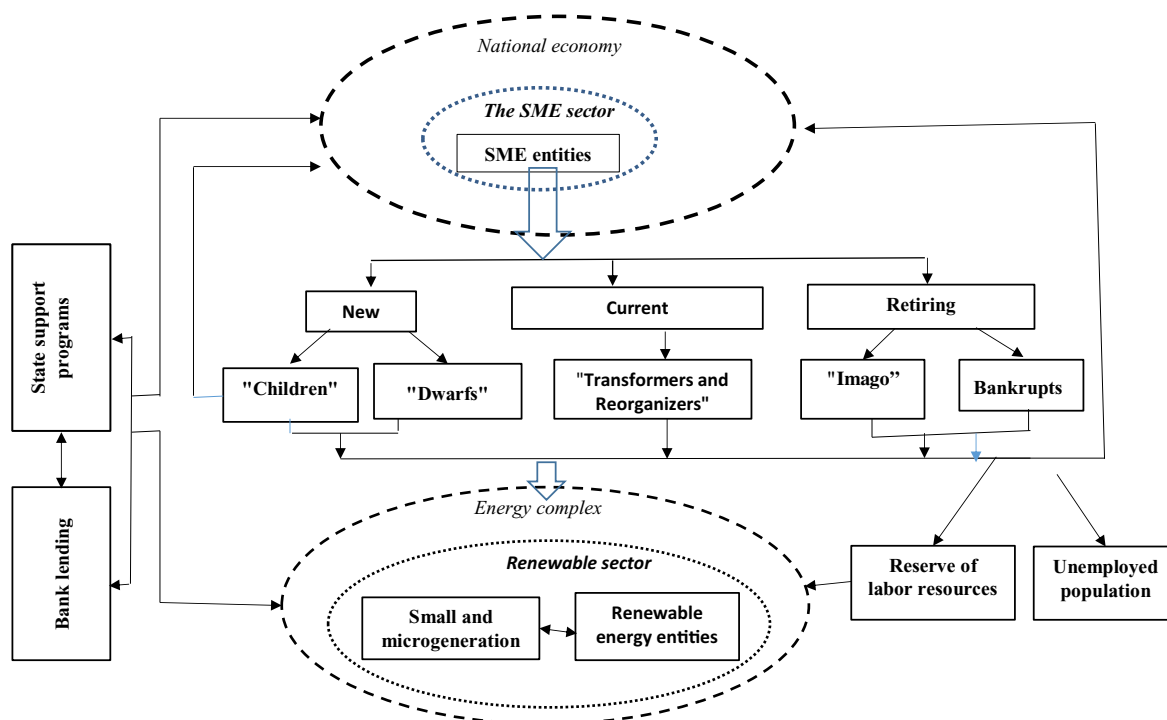 National economy
The SME sector
SME entities
State support
programs
New
Current
Retiring
"Children"
"Dwarfs"
"Transformers and
Reorganizers"
"Imago”
Bankrupts
Bank lending
Energy complex
Renewable sector
Small and
microgeneration
Renewable
energy entities
Reserve of
labor resources
Unemployed
population